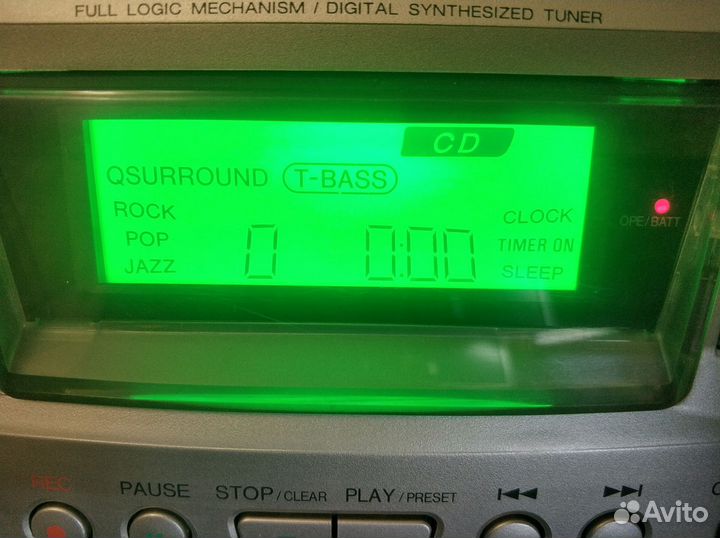 FULL LOGIC MECHANISM / DIGITAL SYNTHESIZED TUNER
CD
QSURROUND T-BASS
ROCK
CLOCK
OPE/BATT
POP
TIMER ON
JAZZ
0 0:00
SLEEP
REC PAUSE STOP/CLEAR PLAY/PRESET
Avito